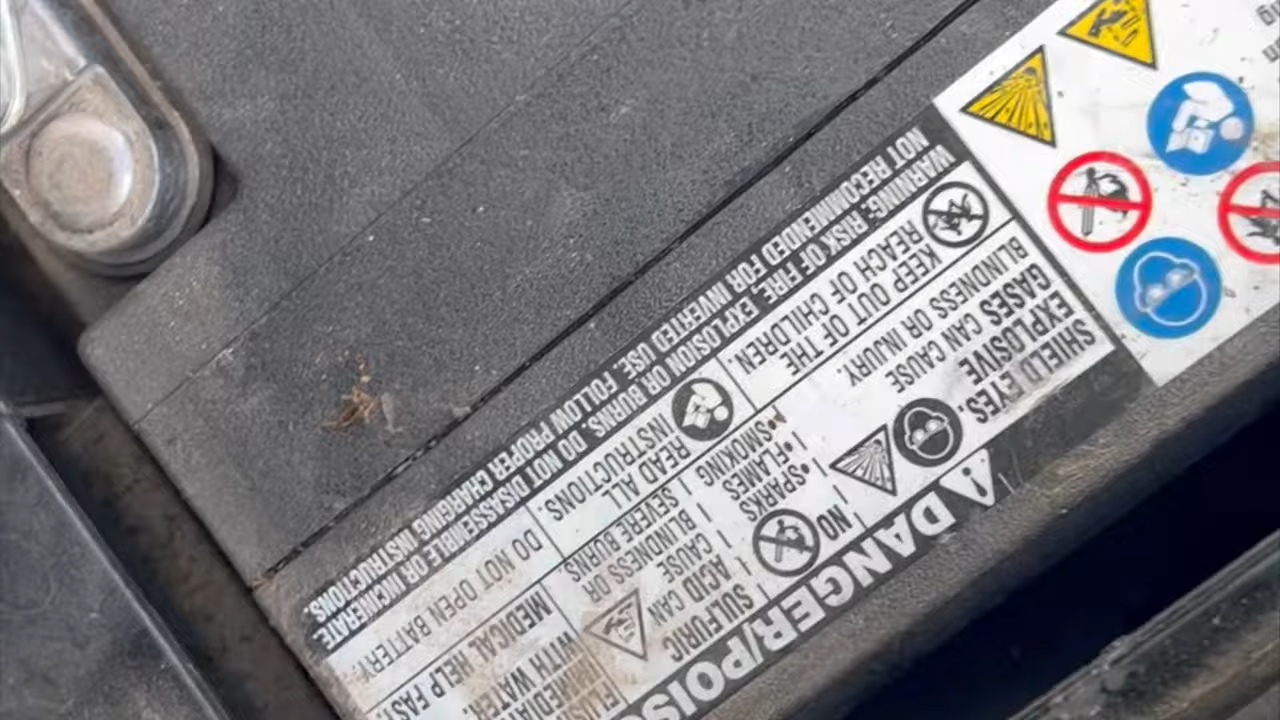 DANGER/POISO
SHIELD EYES.
EXPLOSIVE
GASES CAN CAUSE
BLINDNESS OR INJURY.
NO
•SPARKS
•FLAMES
•SMOKING
SULFURIC
ACID CAN
CAUSE
BLINDNESS OR
SEVERE BURNS
FLUSH
IMMEDIAT
WITH WATER.
MEDICAL HELP FAST.
KEEP OUT OF THE
REACH OF CHILDREN.
READ ALL
INSTRUCTIONS.
DO NOT OPEN BATTERY.
WARNING: RISK OF FIRE, EXPLOSION OR BURNS. DO NOT DISASSEMBLE OR INCINERATE.
NOT RECOMMENDED FOR INVERTED USE. FOLLOW PROPER CHARGING INSTRUCTIONS.